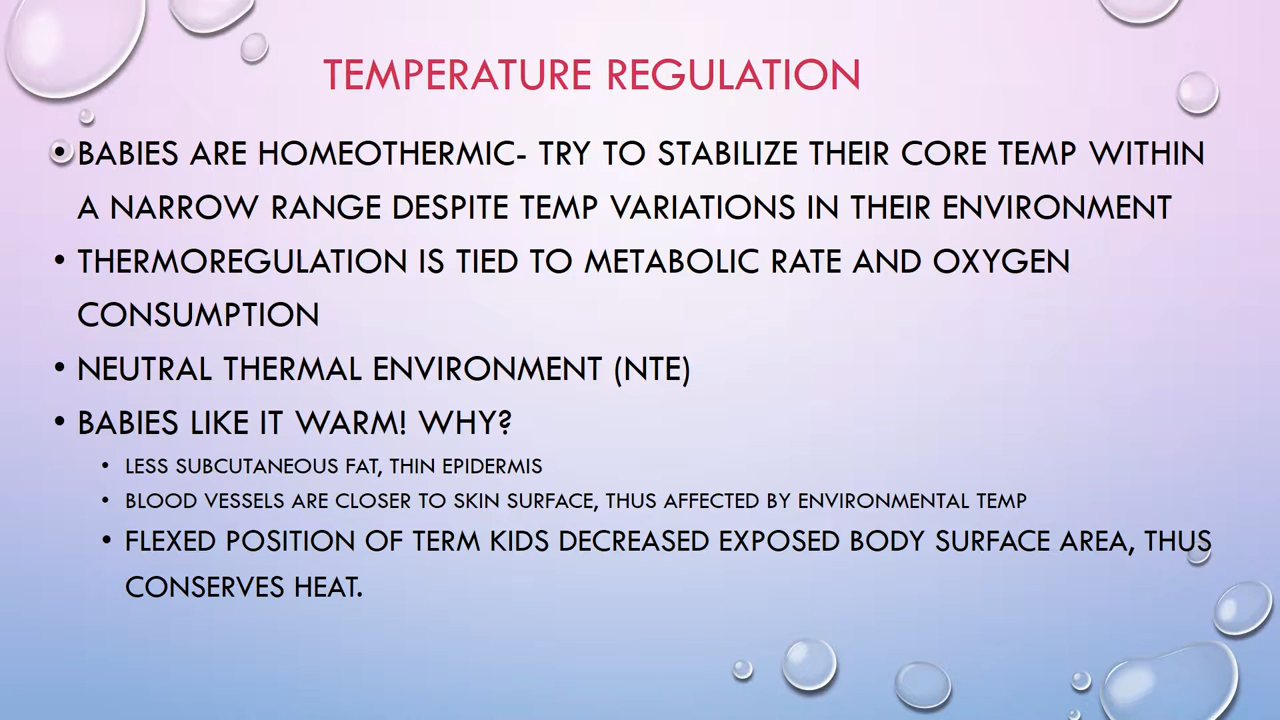 TEMPERATURE REGULATION
• BABIES ARE HOMEOTHERMIC- TRY TO STABILIZE THEIR CORE TEMP WITHIN
A NARROW RANGE DESPITE TEMP VARIATIONS IN THEIR ENVIRONMENT
• THERMOREGULATION IS TIED TO METABOLIC RATE AND OXYGEN
CONSUMPTION
• NEUTRAL THERMAL ENVIRONMENT (NTE)
• BABIES LIKE IT WARM! WHY?
• LESS SUBCUTANEOUS FAT, THIN EPIDERMIS
• BLOOD VESSELS ARE CLOSER TO SKIN SURFACE, THUS AFFECTED BY ENVIRONMENTAL TEMP
• FLEXED POSITION OF TERM KIDS DECREASED EXPOSED BODY SURFACE AREA, THUS
CONSERVES HEAT.